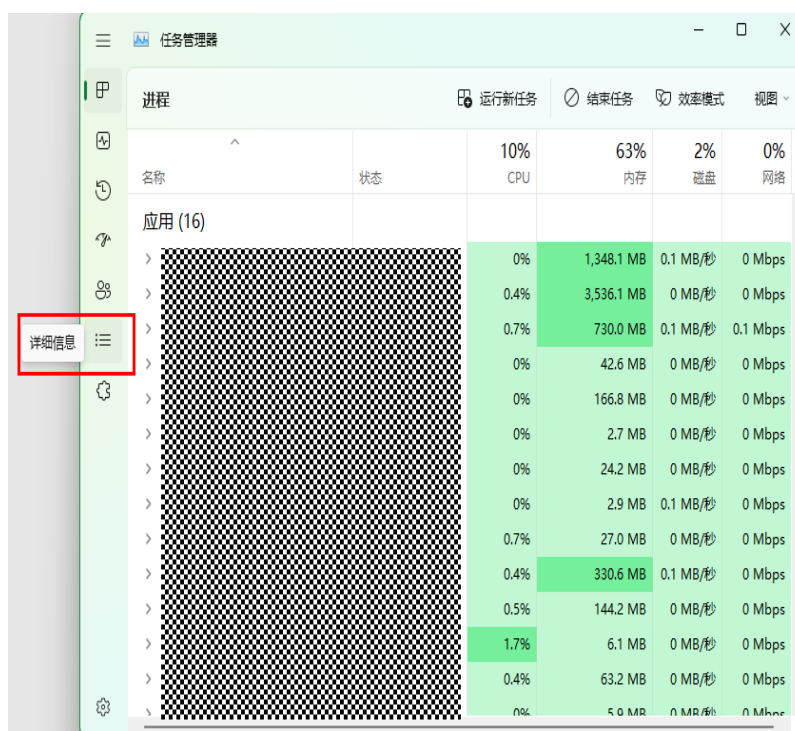 任务管理器
进程 运行新任务 结束任务 效率模式 视图
10% 63% 2% 0%
名称 状态 CPU 内存 磁盘 网络
应用 (16)
0% 1,348.1 MB 0.1 MB/秒 0 Mbps
0.4% 3,536.1 MB 0 MB/秒 0 Mbps
0.7% 730.0 MB 0.1 MB/秒 0.1 Mbps
详细信息
0% 42.6 MB 0 MB/秒 0 Mbps
0% 166.8 MB 0 MB/秒 0 Mbps
0% 2.7 MB 0 MB/秒 0 Mbps
0% 24.2 MB 0 MB/秒 0 Mbps
0% 2.9 MB 0.1 MB/秒 0 Mbps
0.7% 27.0 MB 0 MB/秒 0 Mbps
0.4% 330.6 MB 0.1 MB/秒 0 Mbps
0.5% 144.2 MB 0 MB/秒 0 Mbps
1.7% 6.1 MB 0 MB/秒 0 Mbps
0.4% 63.2 MB 0 MB/秒 0 Mbps
0% 5.9 MB 0 MB/秒 0 Mbps